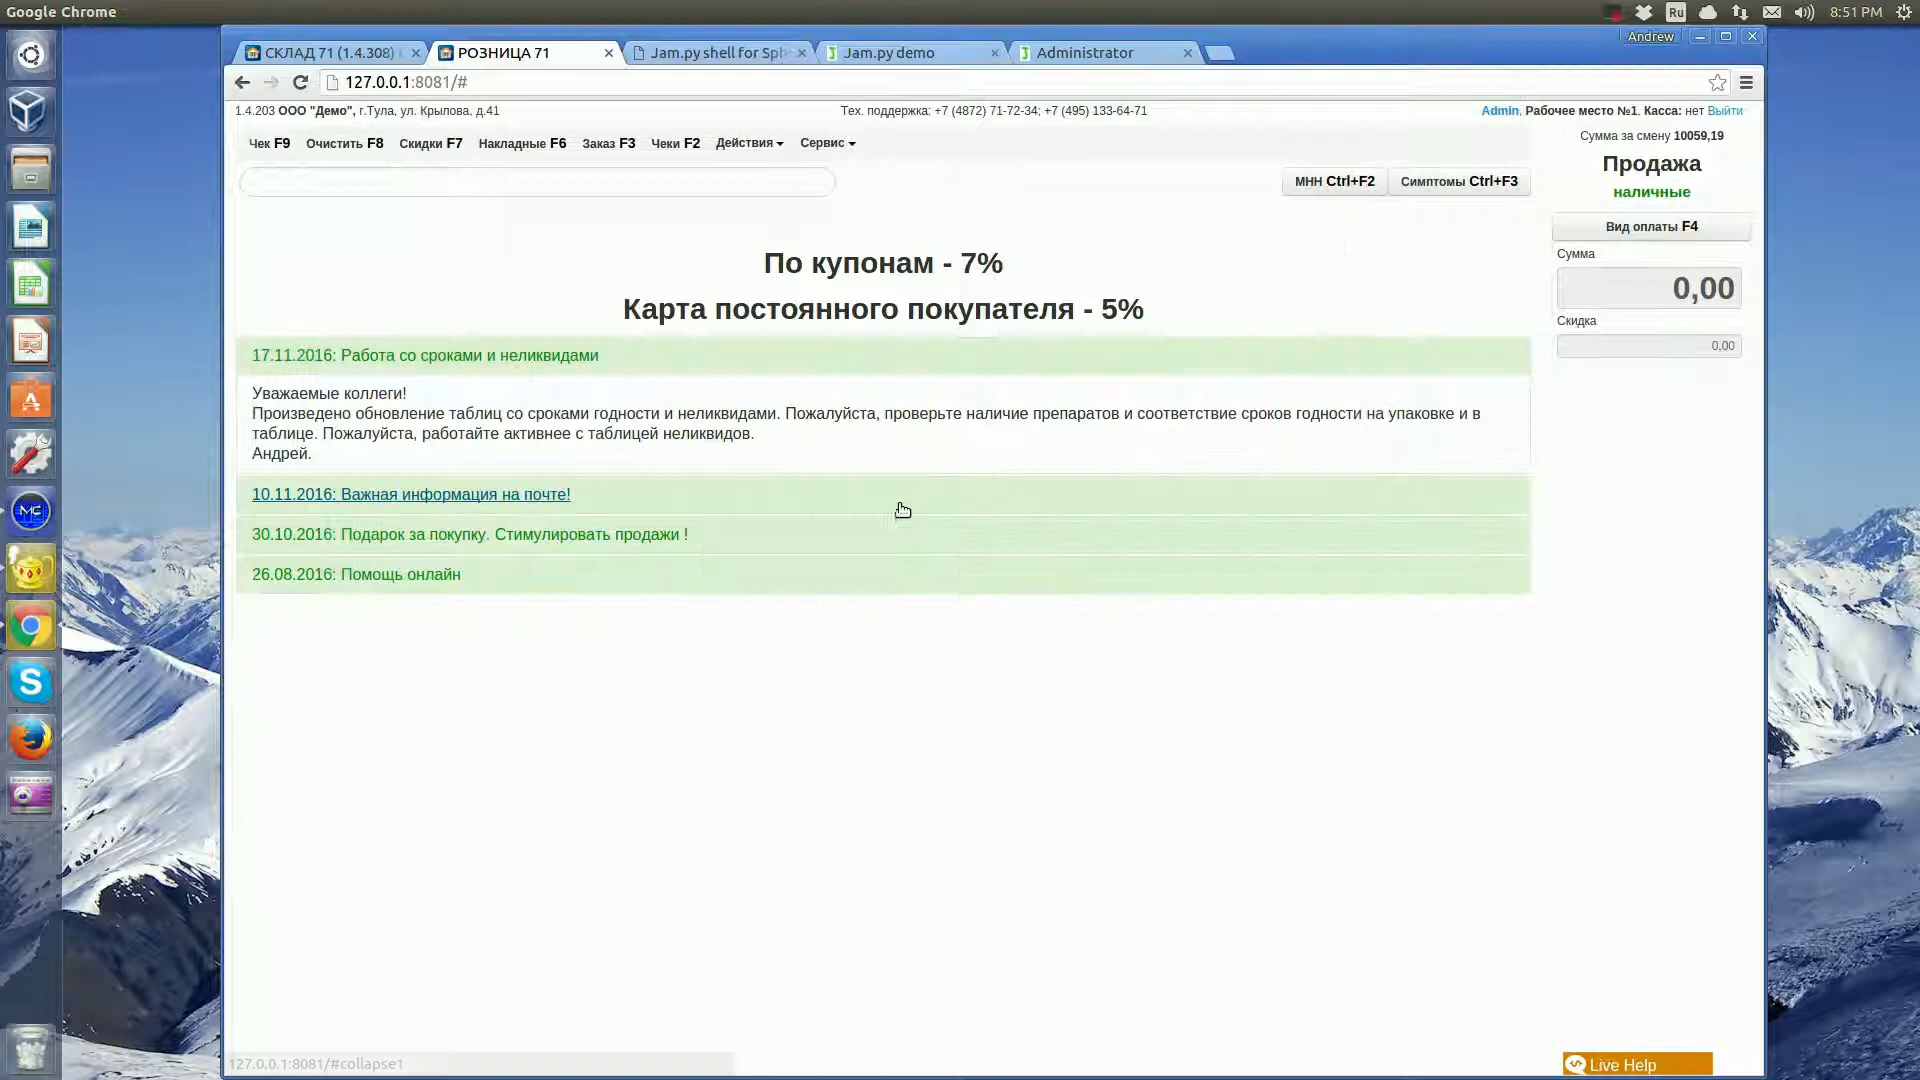 Google Chrome
Ru
8:51 PM
Andrew
СКЛАД 71 (1.4.308)
РОЗНИЦА 71
Jam.py shell for Sph
Jam.py demo
Administrator
127.0.0.1:8081/#
1.4.203 ООО "Демо", г.Тула, ул. Крылова, д.41
Тех. поддержка: +7 (4872) 71-72-34; +7 (495) 133-64-71
Admin, Рабочее место №1, Касса: нет Выйти
Чек F9 Очистить F8 Скидки F7 Накладные F6 Заказ F3 Чеки F2 Действия Сервис
Сумма за смену 10059,19
Продажа
наличные
МНН Ctrl+F2
Симптомы Ctrl+F3
Вид оплаты F4
Сумма
0,00
Скидка
0,00
По купонам - 7%
Карта постоянного покупателя - 5%
17.11.2016: Работа со сроками и неликвидами
Уважаемые коллеги!
Произведено обновление таблиц со сроками годности и неликвидами. Пожалуйста, проверьте наличие препаратов и соответствие сроков годности на упаковке и в
таблице. Пожалуйста, работайте активнее с таблицей неликвидов.
Андрей.
10.11.2016: Важная информация на почте!
30.10.2016: Подарок за покупку. Стимулировать продажи !
26.08.2016: Помощь онлайн
127.0.0.1:8081/#collapse1
Live Help